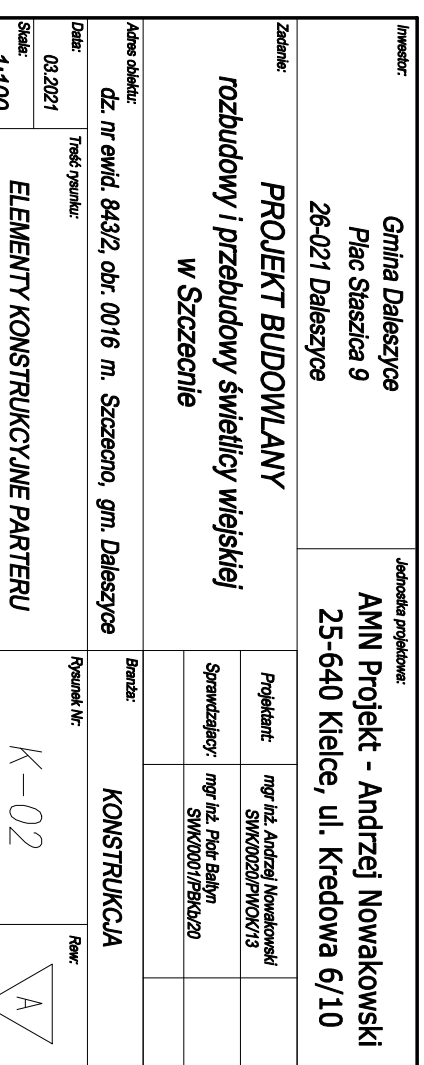 Inwestor:
Gmina Daleszyce
Plac Staszica 9
26-021 Daleszyce
Jednostka projektowa:
AMN Projekt - Andrzej Nowakowski
25-640 Kielce, ul. Kredowa 6/10
Zadanie:
PROJEKT BUDOWLANY
rozbudowy i przebudowy świetlicy wiejskiej
w Szczecnie
Projektant:
mgr inż. Andrzej Nowakowski
SWK/0020/PWOK/13
Sprawdzajacy:
mgr inż. Piotr Bałtyn
SWK/0001/PBKb/20
Adres obiektu:
dz. nr ewid. 843/2, obr. 0016 m. Szczecno, gm. Daleszyce
Branża:
KONSTRUKCJA
Data:
03.2021
Treść rysunku:
ELEMENTY KONSTRUKCYJNE PARTERU
Rysunek Nr:
K-02
Rew:
A
Skala:
1:100